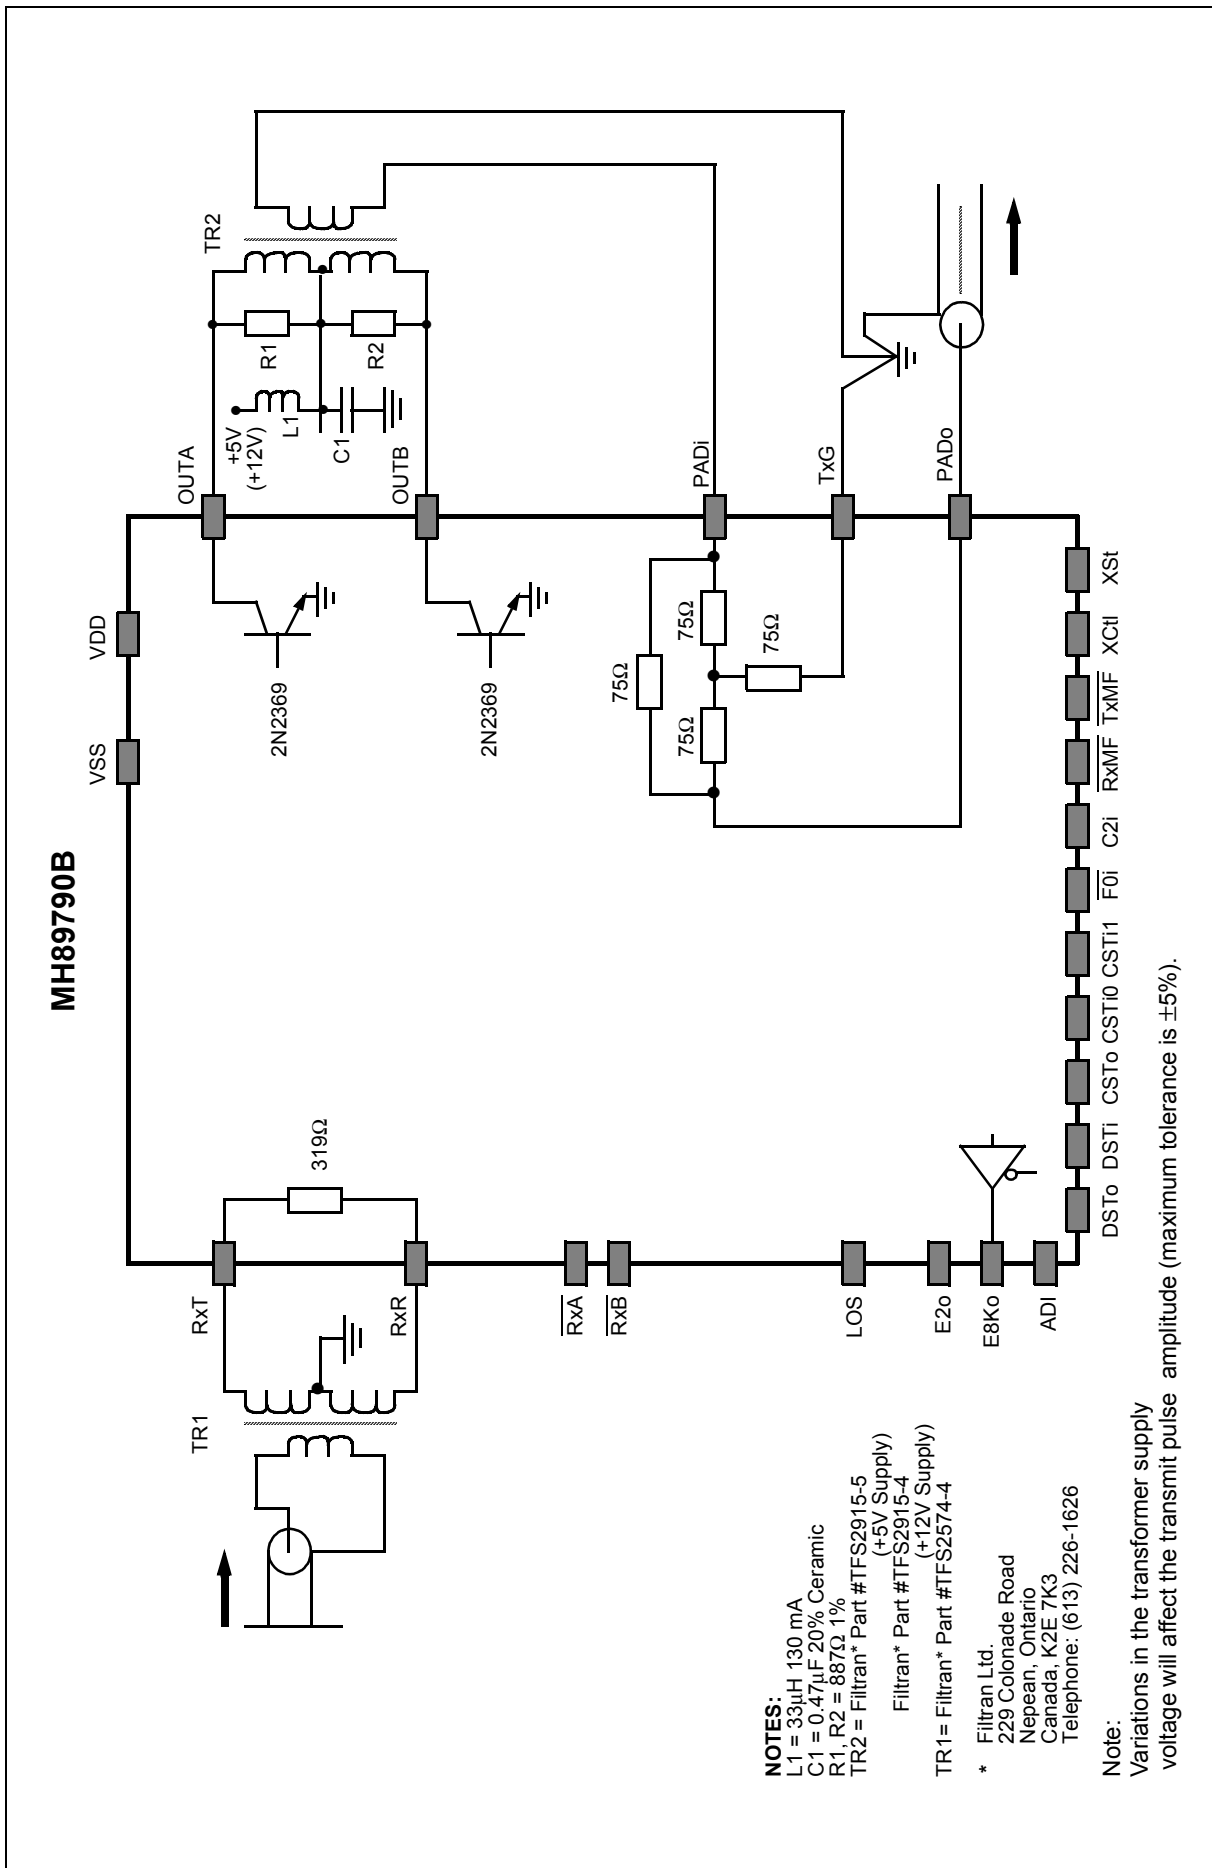 MH89790B
VSS
VDD
TR1
RxT
319Ω
RxR
RxA
RxB
LOS
E2o
E8Ko
ADI
OUTA
+5V
(+12V)
L1
R1
TR2
C1
R2
OUTB
2N2369
2N2369
PADi
75Ω
75Ω
75Ω
75Ω
TxG
PADo
DSTo
DSTi
CSTo
CSTi0
CSTi1
F0i
C2i
RxMF
TxMF
XCtl
XSt
NOTES:
L1 = 33μH 130 mA
C1 = 0.47μF 20% Ceramic
R1, R2 = 887Ω 1%
TR2 = Filtran* Part #TFS2915-5
(+5V Supply)
Filtran* Part #TFS2915-4
(+12V Supply)
TR1= Filtran* Part #TFS2574-4
* Filtran Ltd.
229 Colonade Road
Nepean, Ontario
Canada, K2E 7K3
Telephone: (613) 226-1626
Note:
Variations in the transformer supply
voltage will affect the transmit pulse amplitude (maximum tolerance is ±5%).